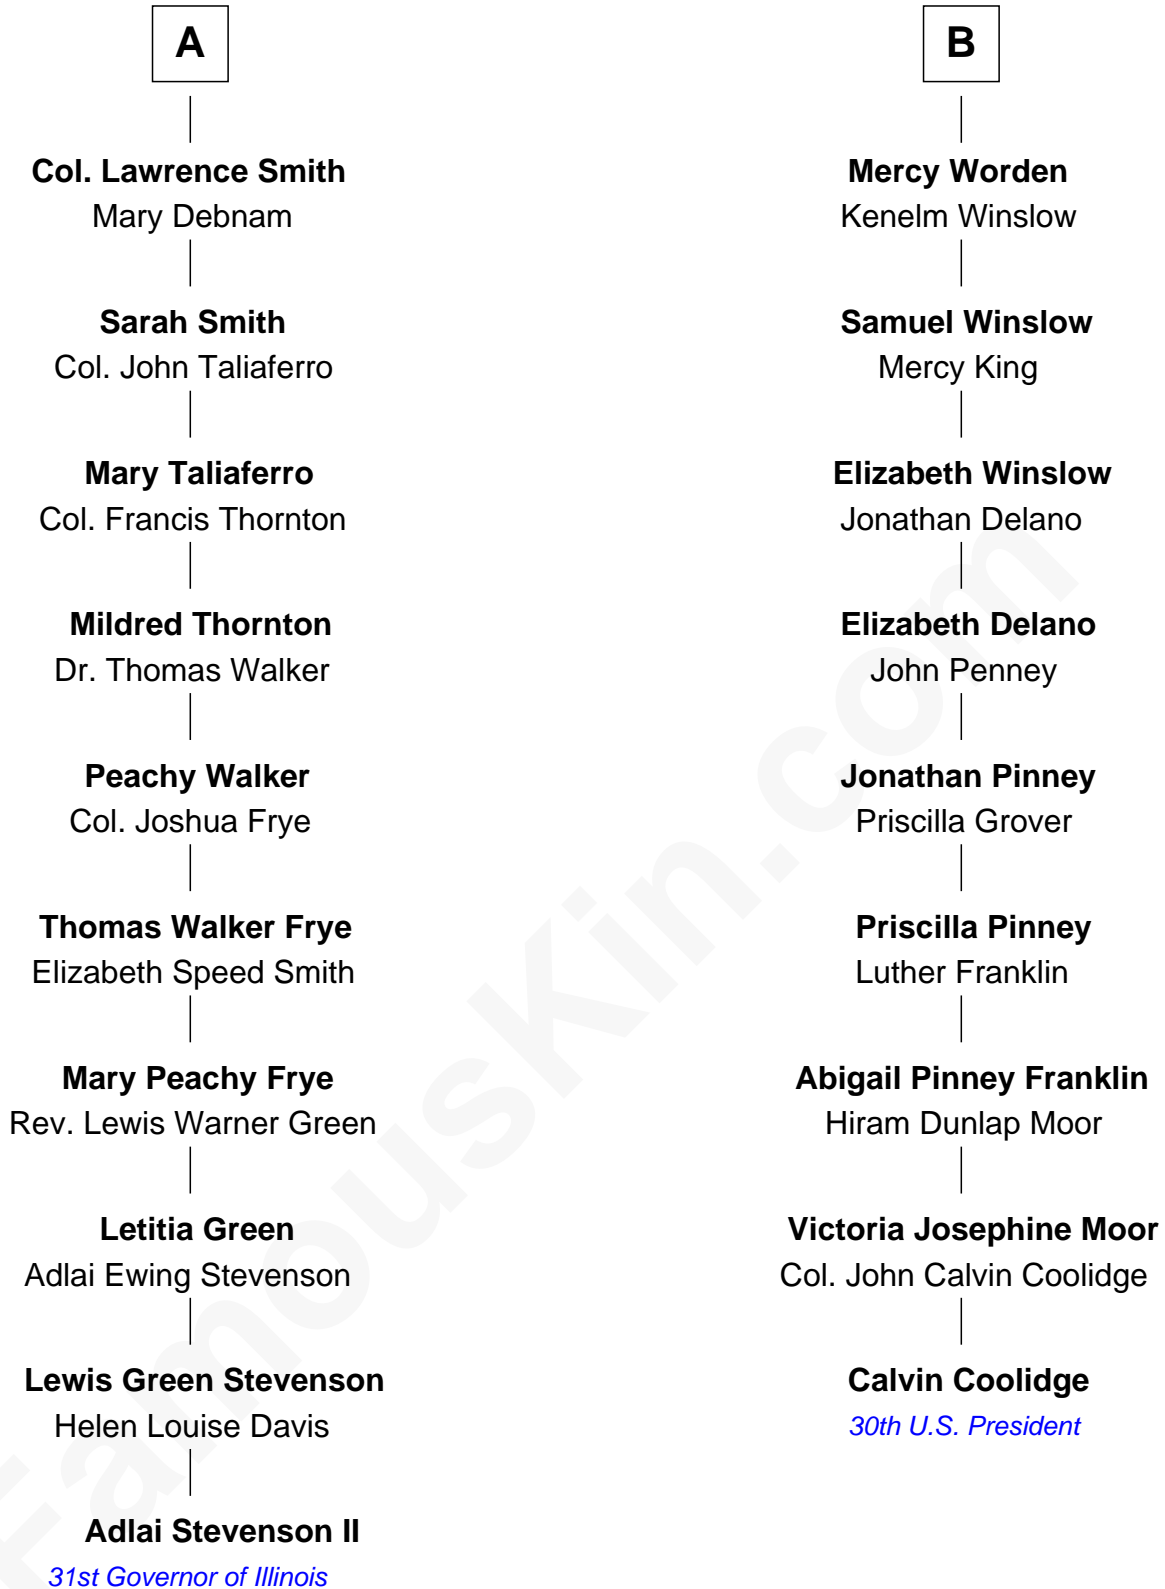 A
Col. Lawrence Smith
Mary Debnam
Sarah Smith
Col. John Taliaferro
Mary Taliaferro
Col. Francis Thornton
Mildred Thornton
Dr. Thomas Walker
Peachy Walker
Col. Joshua Frye
Thomas Walker Frye
Elizabeth Speed Smith
Mary Peachy Frye
Rev. Lewis Warner Green
Letitia Green
Adlai Ewing Stevenson
Lewis Green Stevenson
Helen Louise Davis
Adlai Stevenson II
31st Governor of Illinois
B
Mercy Worden
Kenelm Winslow
Samuel Winslow
Mercy King
Elizabeth Winslow
Jonathan Delano
Elizabeth Delano
John Penney
Jonathan Pinney
Priscilla Grover
Priscilla Pinney
Luther Franklin
Abigail Pinney Franklin
Hiram Dunlap Moor
Victoria Josephine Moor
Col. John Calvin Coolidge
Calvin Coolidge
30th U.S. President
FamousKin.com